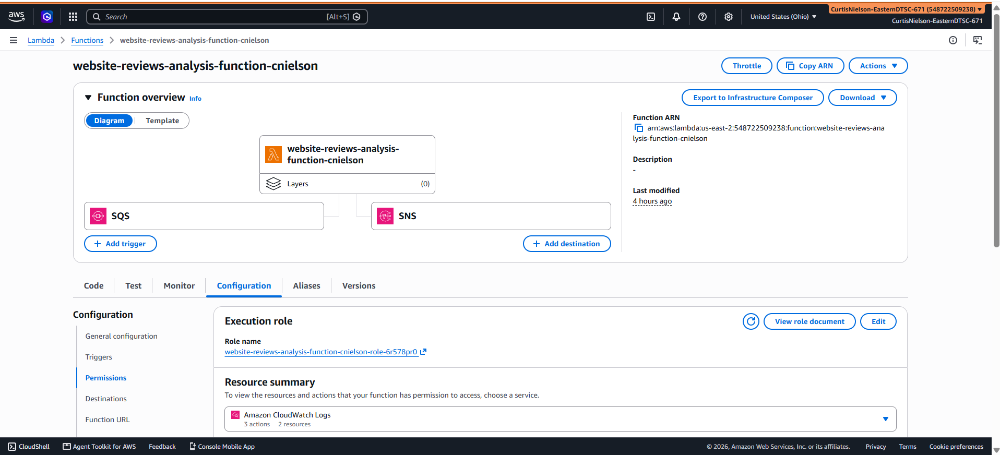 aws
Search
[Alt+S]
United States (Ohio)
CurtisNielson-EasternDTSC-671 (548722509238)
CurtisNielson-EasternDTSC-671
Lambda
Functions
website-reviews-analysis-function-cnielson
website-reviews-analysis-function-cnielson
Throttle
Copy ARN
Actions
Function overview
Info
Export to Infrastructure Composer
Download
Diagram
Template
website-reviews-analysis-
function-cnielson
Layers
(0)
SQS
SNS
Add trigger
Add destination
Function ARN
arn:aws:lambda:us-east-2:548722509238:function:website-reviews-ana
lysis-function-cnielson
Description
-
Last modified
4 hours ago
Code
Test
Monitor
Configuration
Aliases
Versions
Configuration
General configuration
Triggers
Permissions
Destinations
Function URL
Execution role
View role document
Edit
Role name
website-reviews-analysis-function-cnielson-role-6r578pr0
Resource summary
To view the resources and actions that your function has permission to access, choose a service.
Amazon CloudWatch Logs
3 actions
2 resources
CloudShell
Agent Toolkit for AWS
Feedback
Console Mobile App
© 2026, Amazon Web Services, Inc. or its affiliates.
Privacy
Terms
Cookie preferences